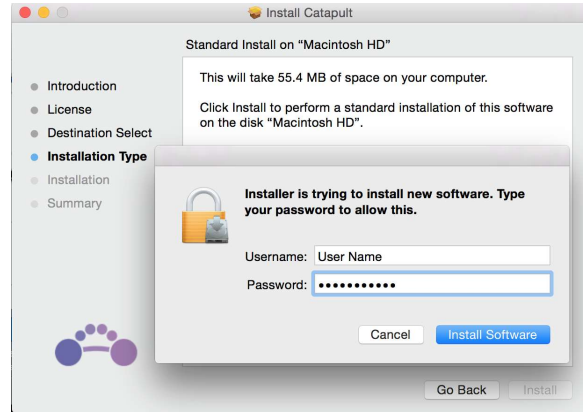 Install Catapult
Standard Install on “Macintosh HD”
Introduction
License
Destination Select
Installation Type
Installation
Summary
This will take 55.4 MB of space on your computer.
Click Install to perform a standard installation of this software
on the disk “Macintosh HD”.
Installer is trying to install new software. Type
your password to allow this.
Username: User Name
Password: •••••••••••
Cancel Install Software
Go Back Install